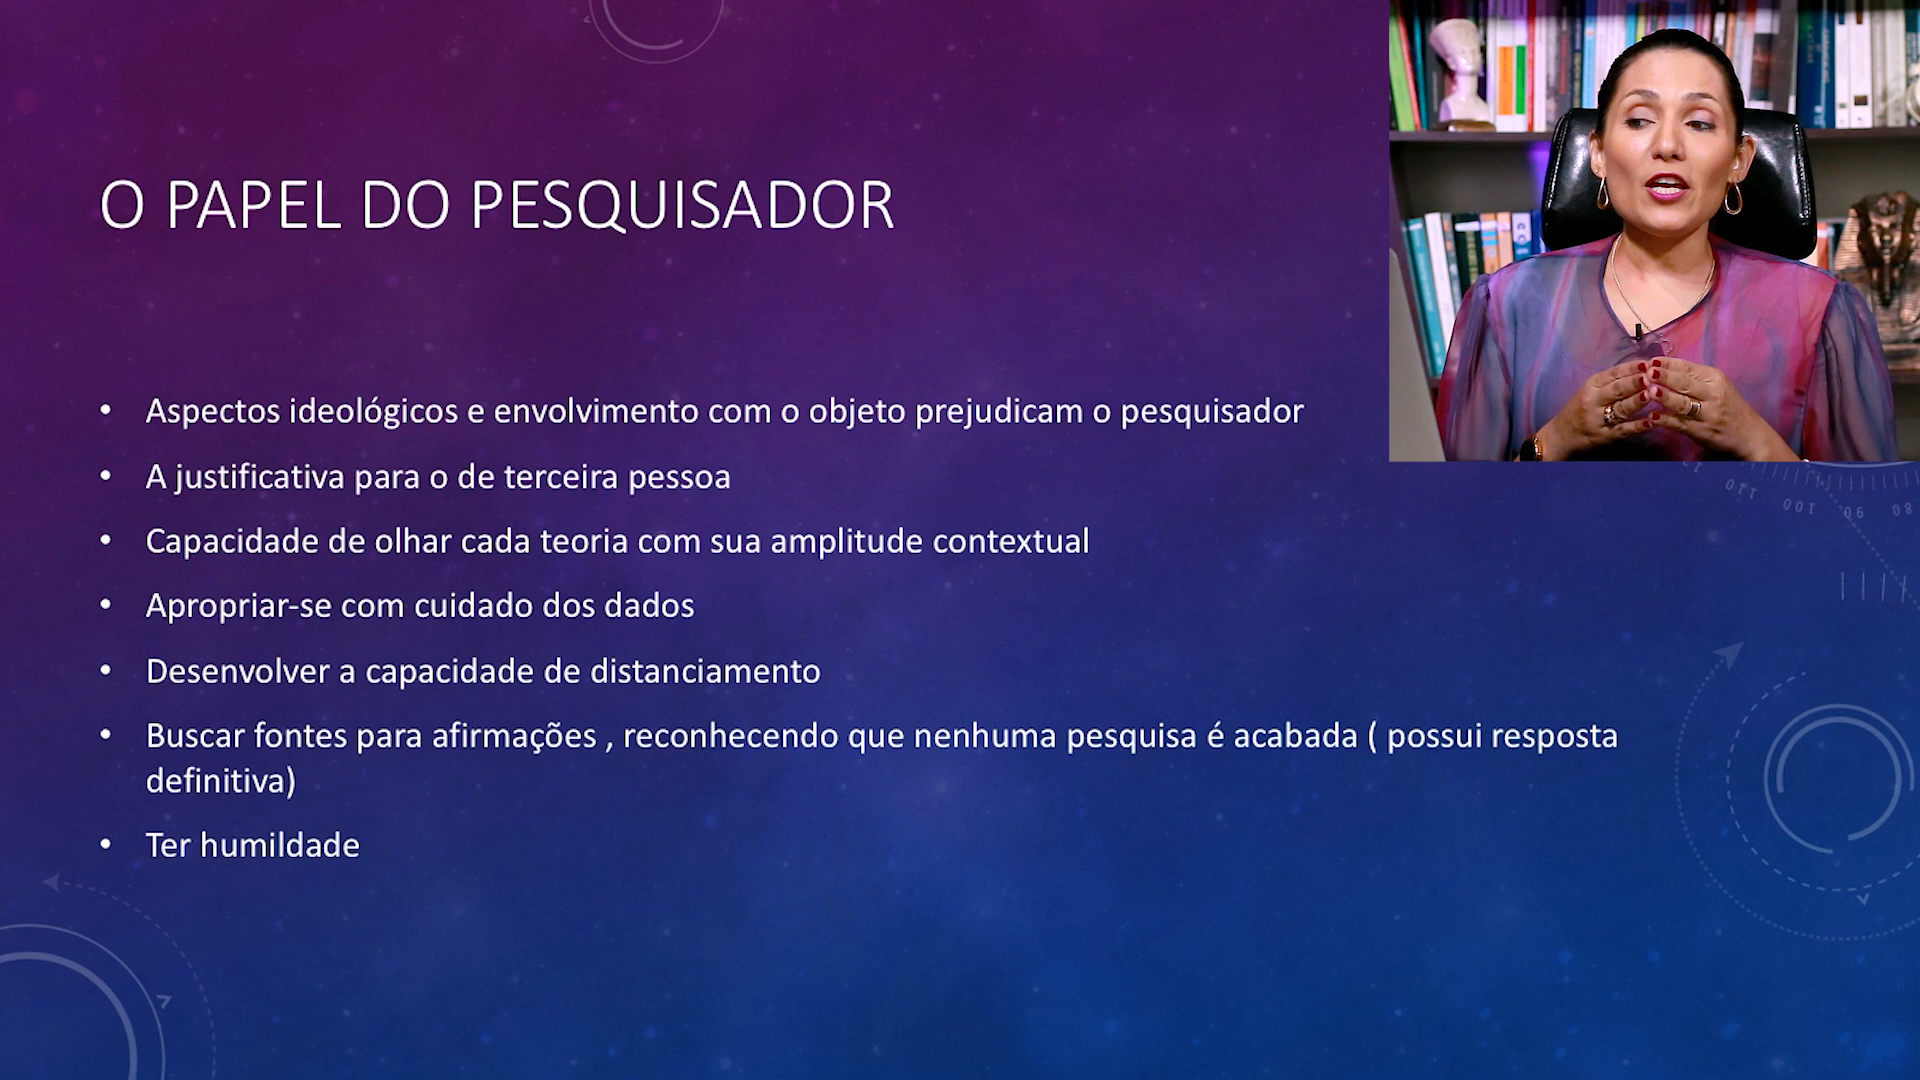 O PAPEL DO PESQUISADOR
• Aspectos ideológicos e envolvimento com o objeto prejudicam o pesquisador
• A justificativa para o de terceira pessoa
• Capacidade de olhar cada teoria com sua amplitude contextual
• Apropriar-se com cuidado dos dados
• Desenvolver a capacidade de distanciamento
• Buscar fontes para afirmações , reconhecendo que nenhuma pesquisa é acabada ( possui resposta
definitiva)
• Ter humildade